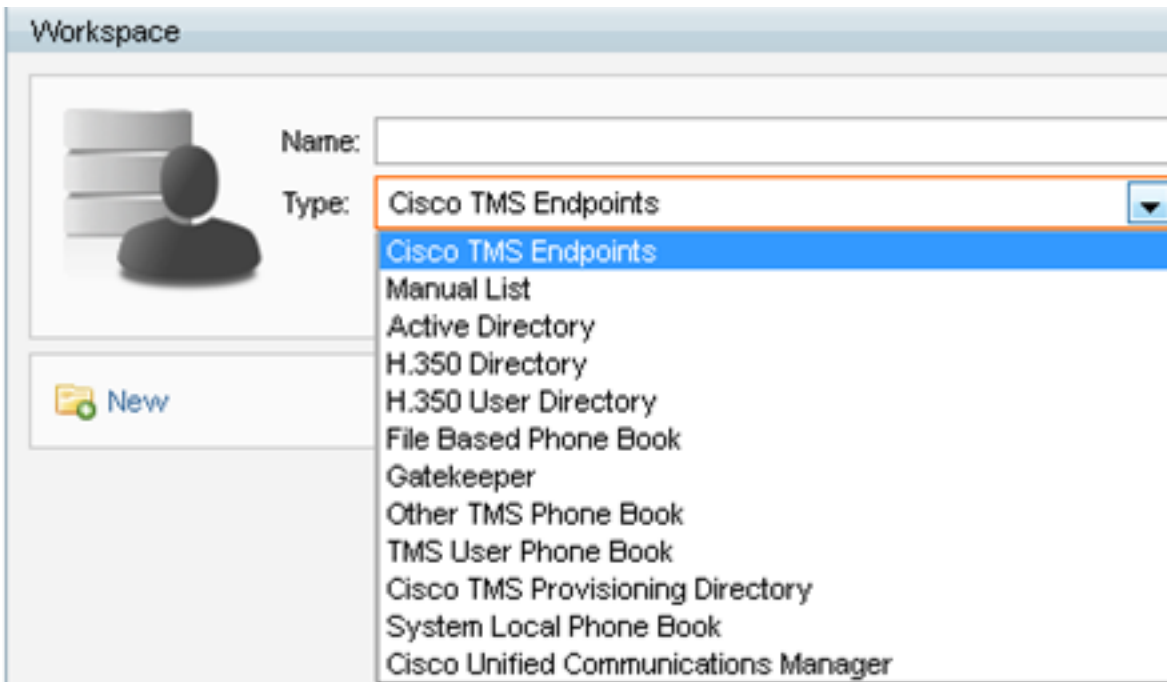 Workspace
Name:
Type: Cisco TMS Endpoints
Cisco TMS Endpoints
Manual List
Active Directory
H.350 Directory
H.350 User Directory
File Based Phone Book
Gatekeeper
Other TMS Phone Book
TMS User Phone Book
Cisco TMS Provisioning Directory
System Local Phone Book
Cisco Unified Communications Manager
New